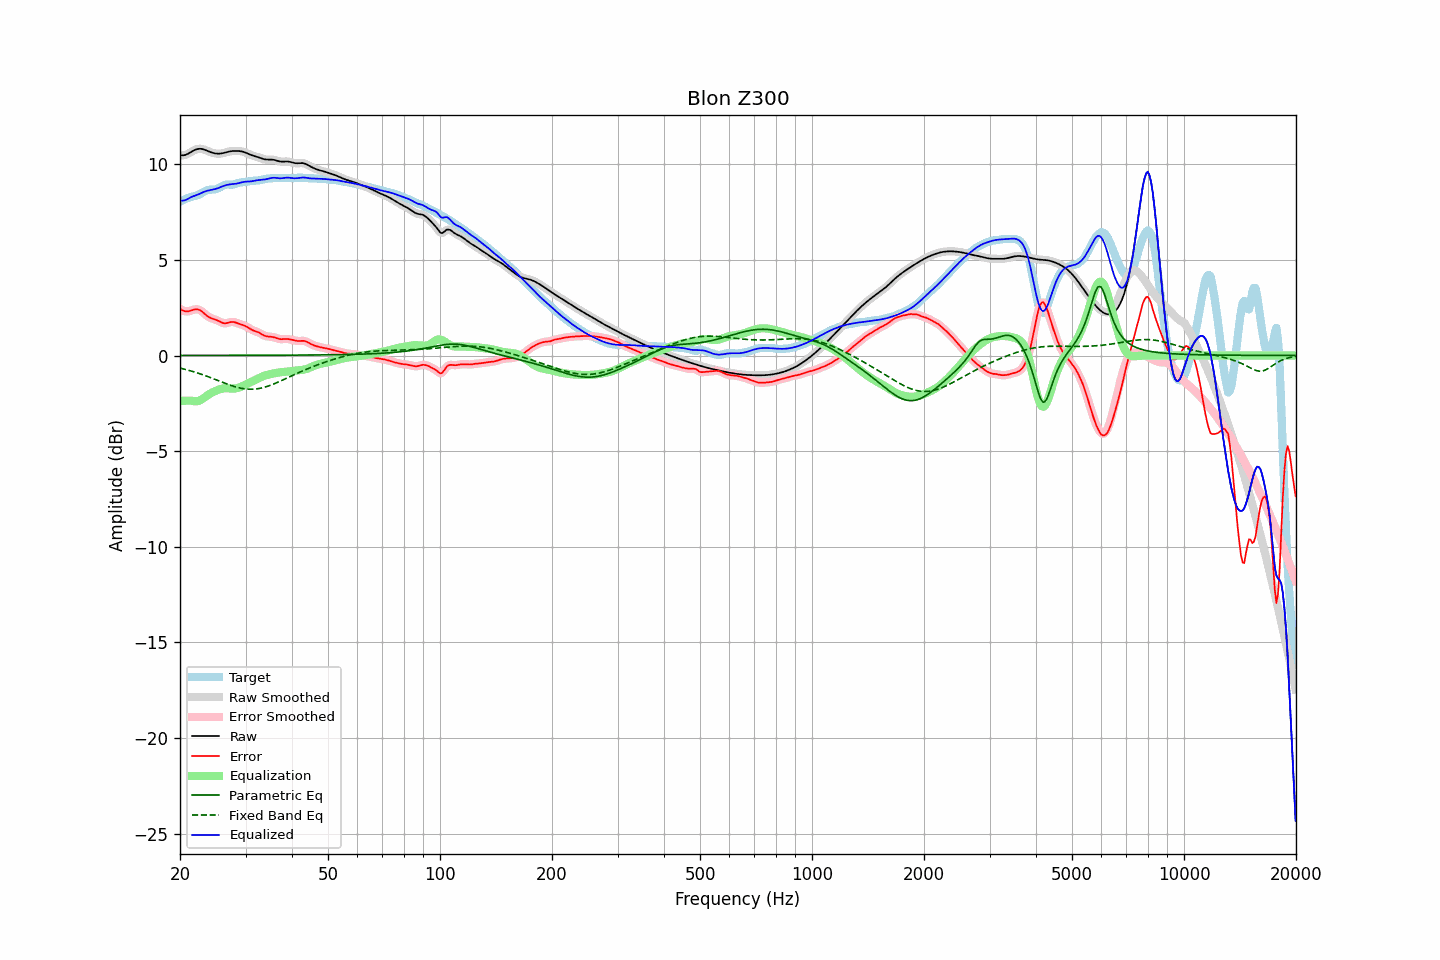 Blon Z300
Amplitude (dBr)
10
5
0
−5
−10
−15
−20
−25
Target
Raw Smoothed
Error Smoothed
Raw
Error
Equalization
Parametric Eq
Fixed Band Eq
Equalized
20 50 100 200 500 1000 2000 5000 10000 20000
Frequency (Hz)